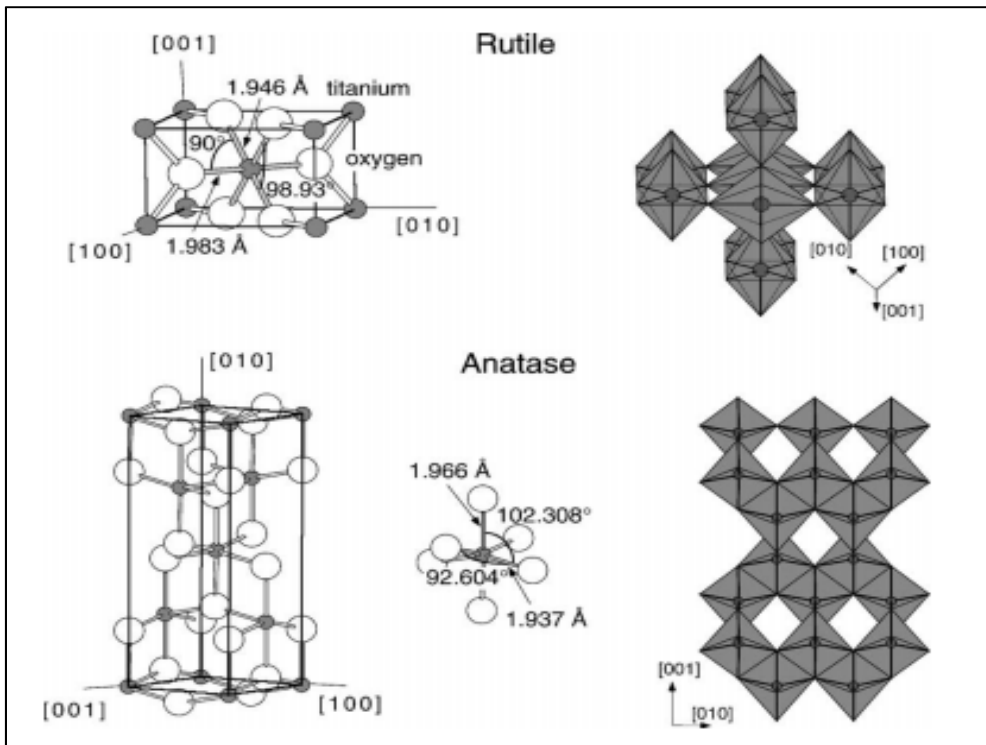 Rutile
[001]
1.946 Å
titanium
90°
oxygen
98.93°
[010]
[100]
1.983 Å
[010]
[100]
[001]
Anatase
[010]
1.966 Å
102.308°
92.604°
1.937 Å
[001]
[100]
[001]
[010]